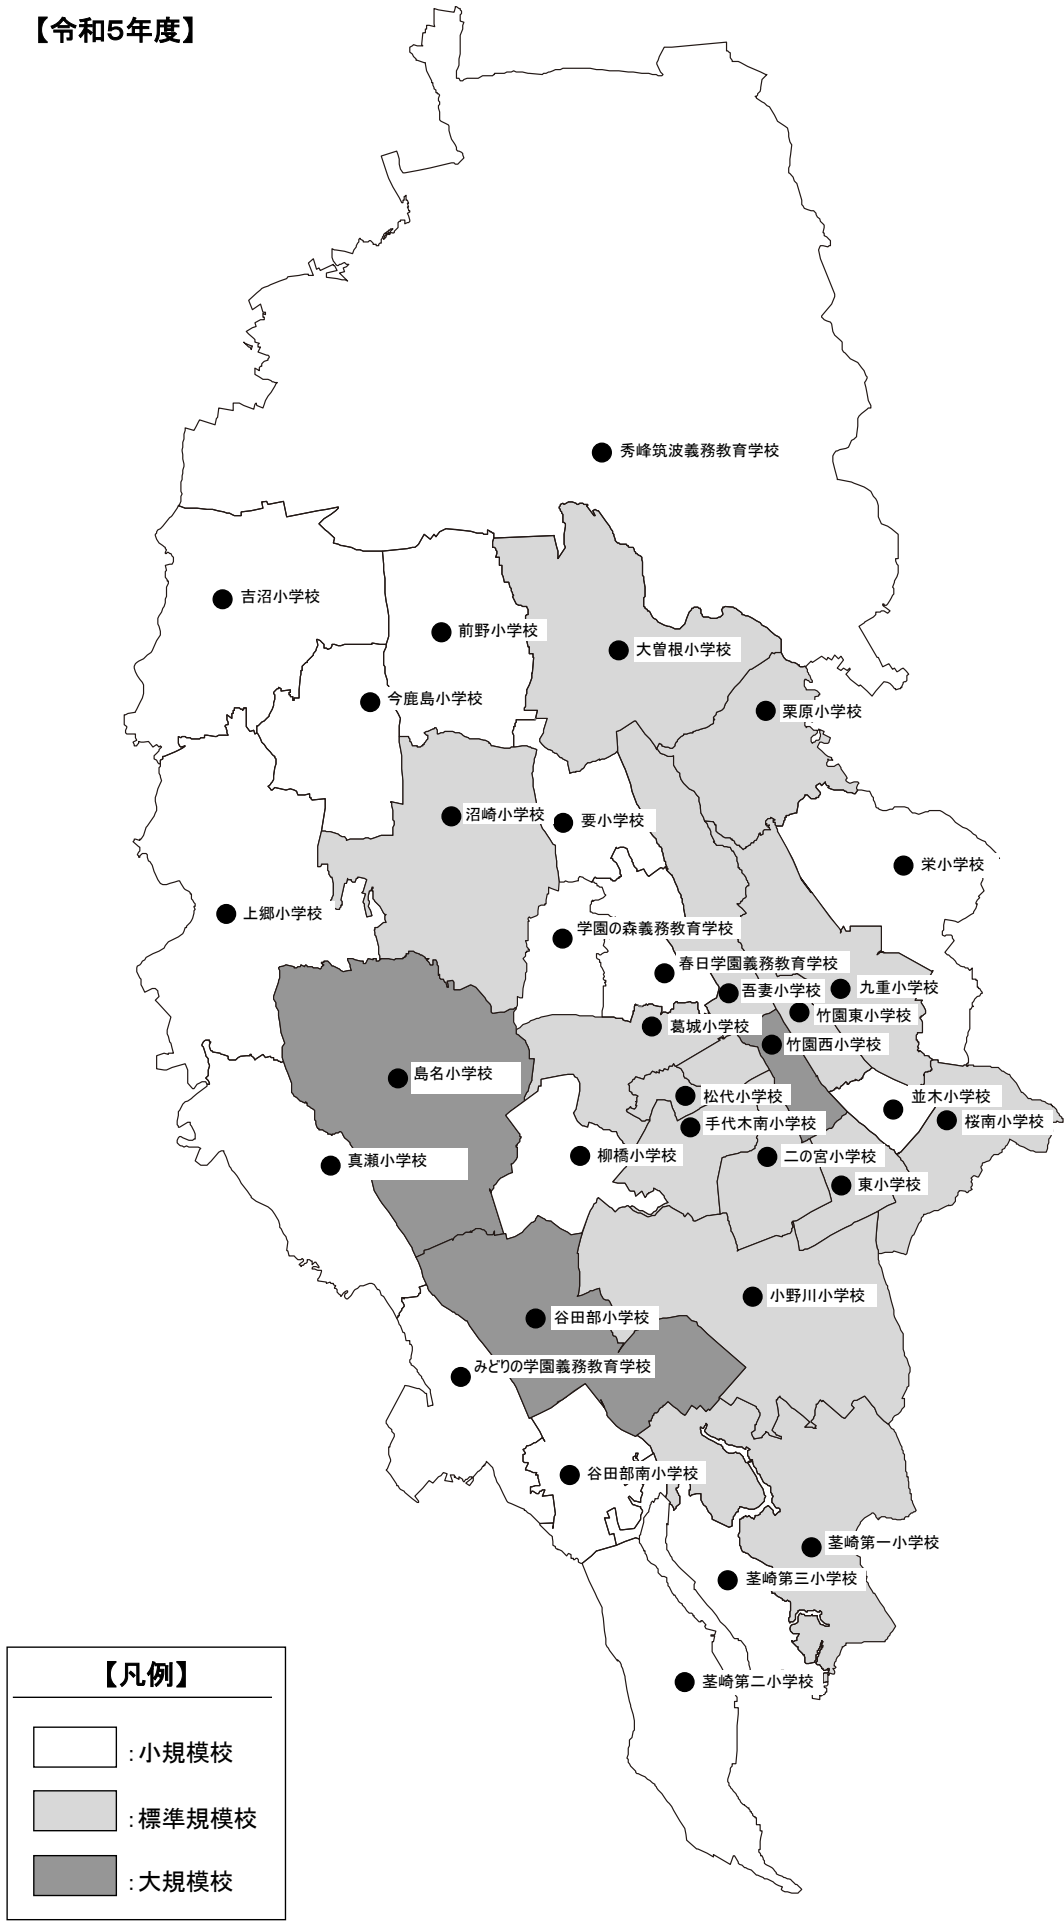 【令和5年度】
秀峰筑波義務教育学校
吉沼小学校
前野小学校
大曽根小学校
今鹿島小学校
栗原小学校
沼崎小学校
要小学校
栄小学校
上郷小学校
学園の森義務教育学校
春日学園義務教育学校
吾妻小学校
九重小学校
竹園東小学校
葛城小学校
竹園西小学校
島名小学校
松代小学校
並木小学校
手代木南小学校
桜南小学校
真瀬小学校
柳橋小学校
二の宮小学校
東小学校
小野川小学校
谷田部小学校
みどりの学園義務教育学校
谷田部南小学校
茎崎第一小学校
茎崎第三小学校
茎崎第二小学校
【凡例】
:小規模校
:標準規模校
:大規模校